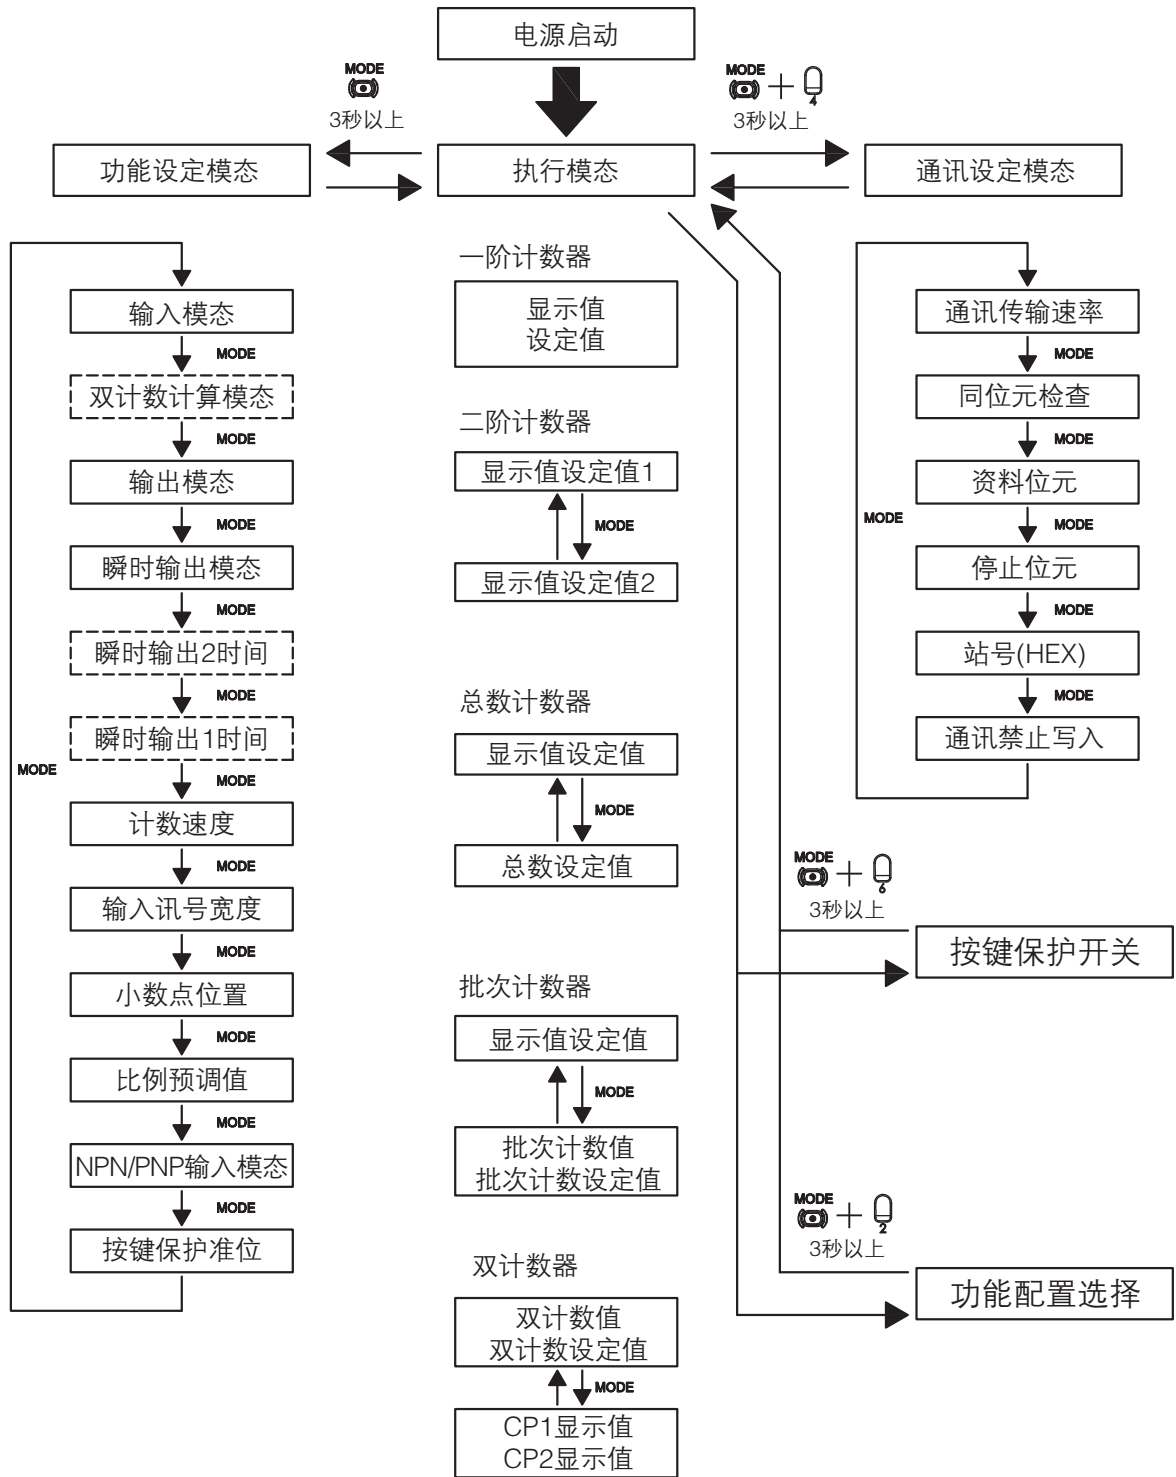 电源启动
MODE
3秒以上
MODE
4
3秒以上
功能设定模态
执行模态
通讯设定模态
输入模态
MODE
双计数计算模态
MODE
输出模态
MODE
瞬时输出模态
MODE
瞬时输出2时间
MODE
瞬时输出1时间
MODE
MODE
计数速度
MODE
输入讯号宽度
MODE
小数点位置
MODE
比例预调值
MODE
NPN/PNP输入模态
MODE
按键保护准位
一阶计数器
显示值
设定值
二阶计数器
显示值设定值1
MODE
显示值设定值2
总数计数器
显示值设定值
MODE
总数设定值
批次计数器
显示值设定值
MODE
批次计数值
批次计数设定值
双计数器
双计数值
双计数设定值
MODE
CP1显示值
CP2显示值
通讯传输速率
MODE
同位元检查
MODE
资料位元
MODE
MODE
停止位元
MODE
站号(HEX)
MODE
通讯禁止写入
MODE
6
3秒以上
按键保护开关
MODE
2
3秒以上
功能配置选择